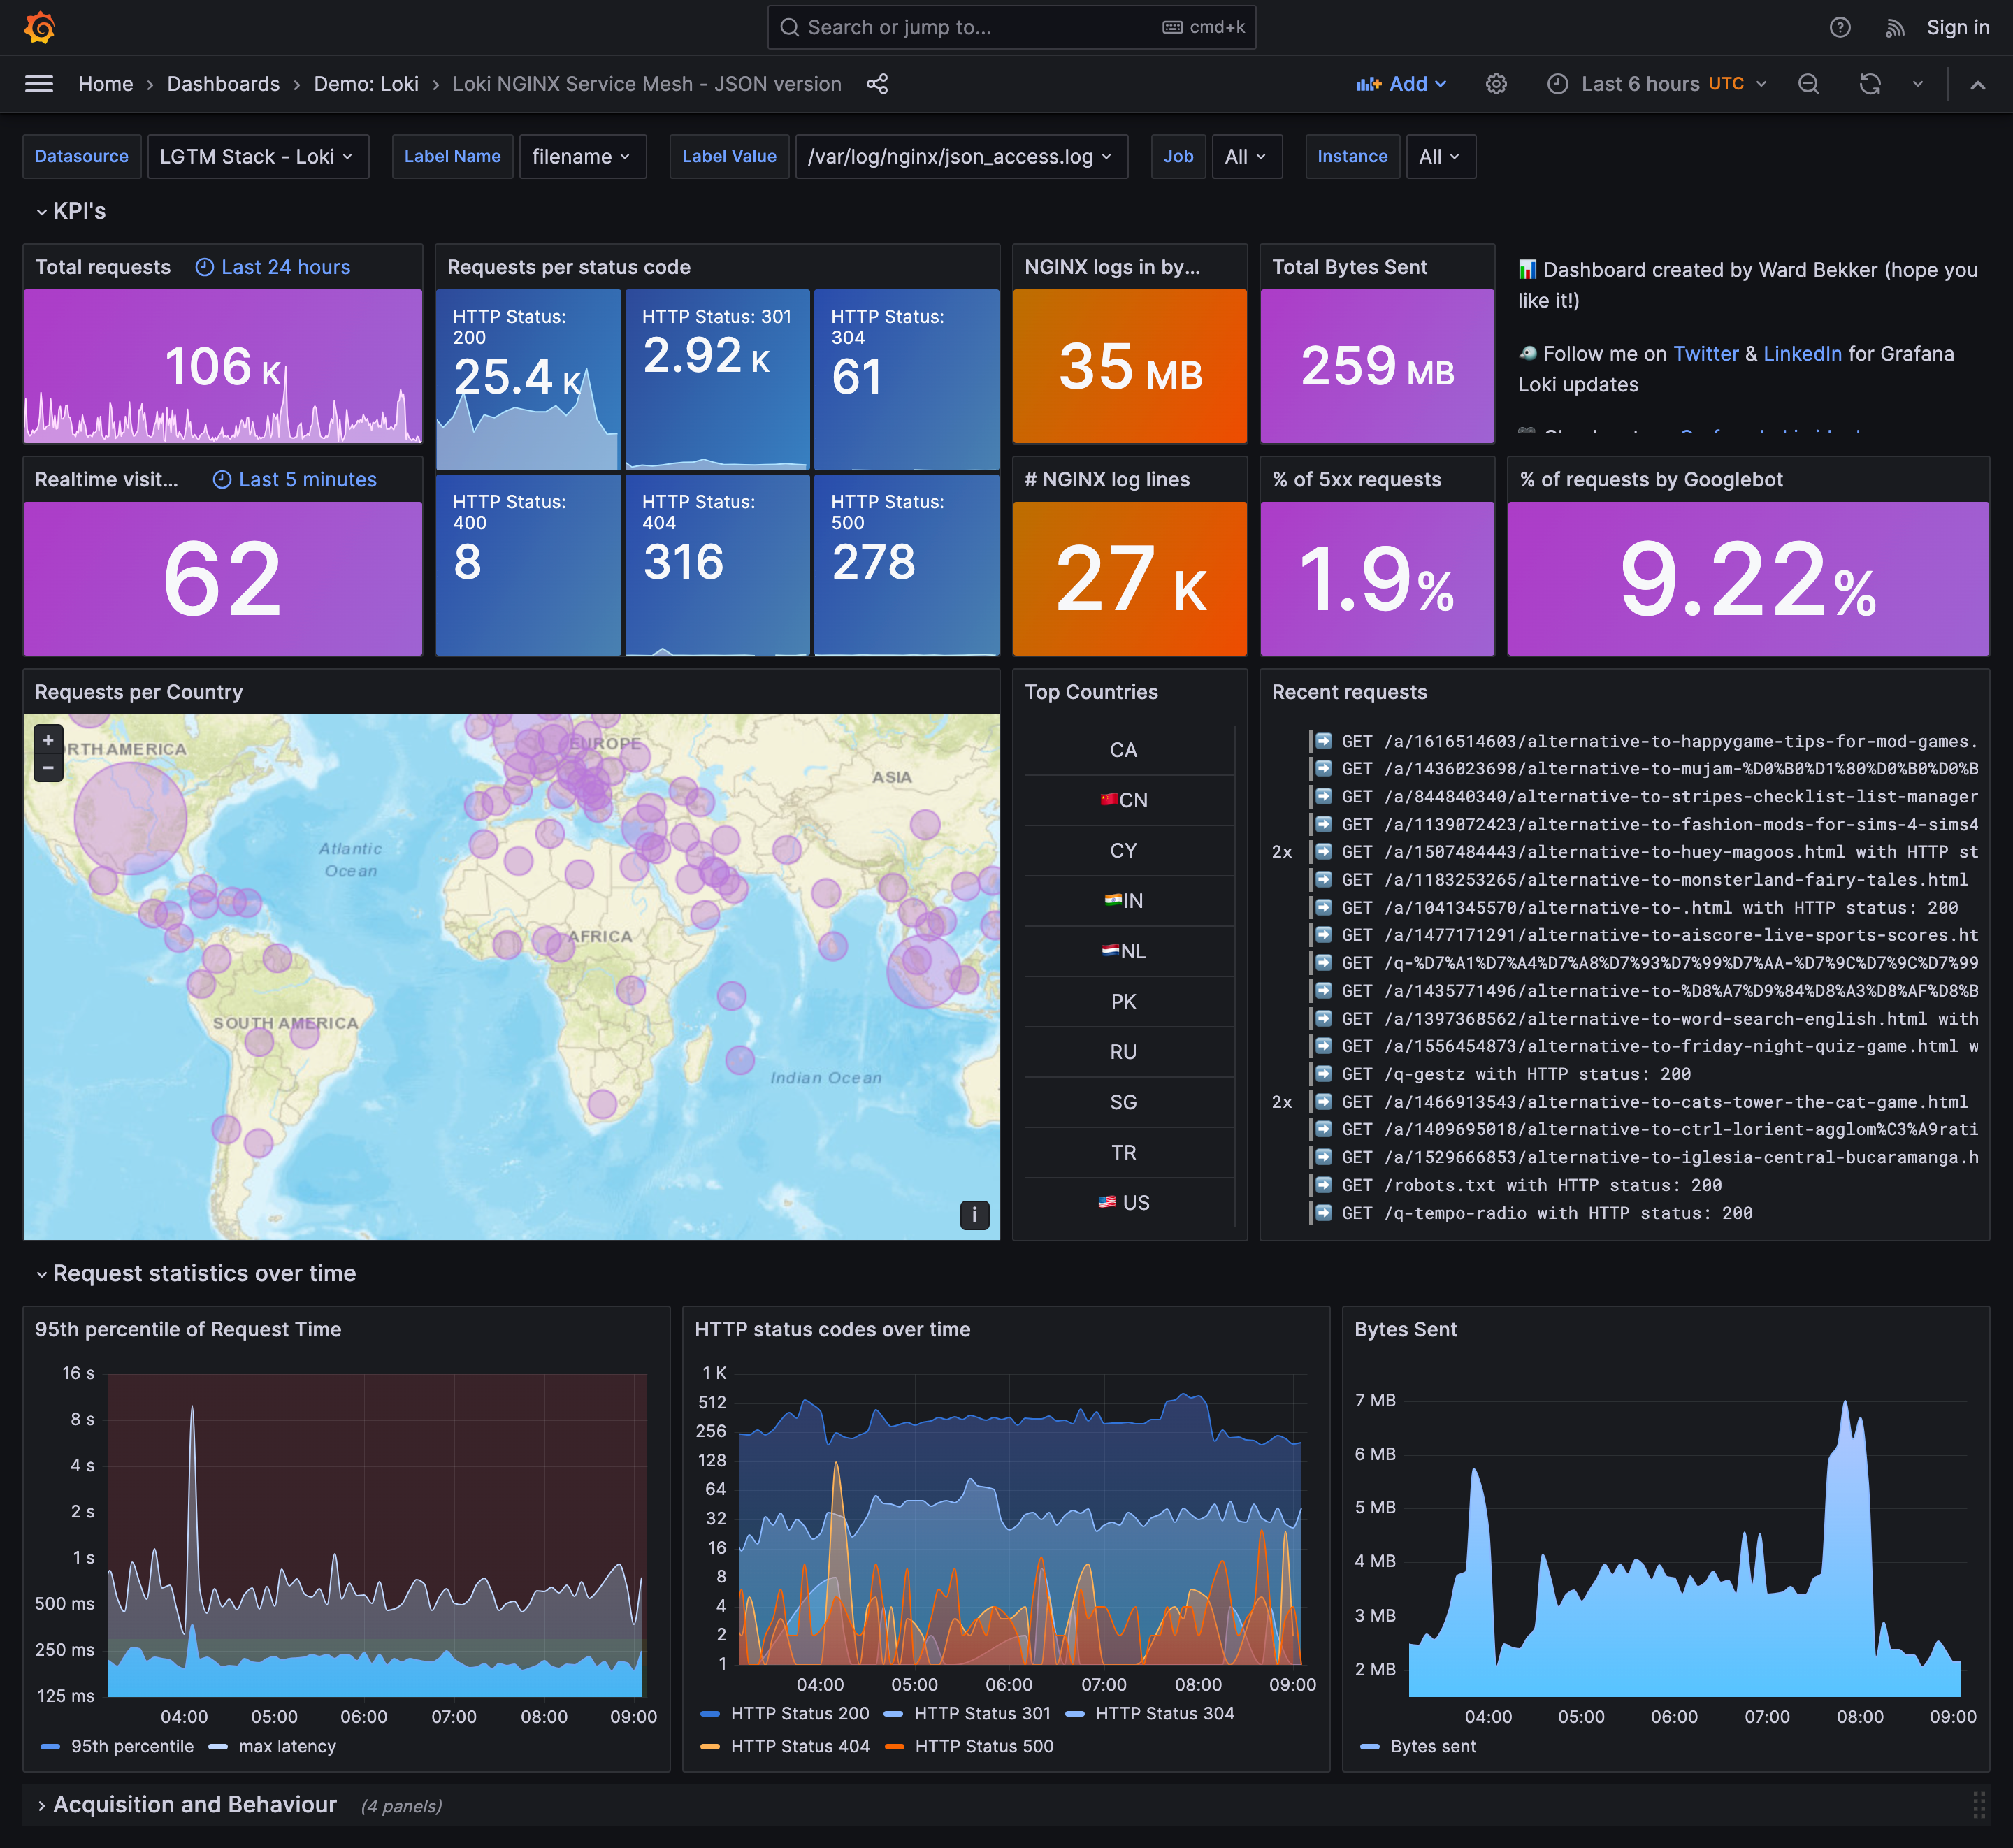 Search or jump to...
cmd+k
Sign in
Home › Dashboards › Demo: Loki › Loki NGINX Service Mesh - JSON version
Add
Last 6 hours UTC
Datasource
LGTM Stack - Loki
Label Name
filename
Label Value
/var/log/nginx/json_access.log
Job
All
Instance
All
KPI's
Total requests
Last 24 hours
106 K
Requests per status code
HTTP Status:
200
25.4 K
HTTP Status: 301
2.92 K
HTTP Status:
304
61
HTTP Status:
400
8
HTTP Status:
404
316
HTTP Status:
500
278
NGINX logs in by...
35 MB
Total Bytes Sent
259 MB
Dashboard created by Ward Bekker (hope you
like it!)
Follow me on Twitter & LinkedIn for Grafana
Loki updates
Realtime visit...
Last 5 minutes
62
# NGINX log lines
27 K
% of 5xx requests
1.9%
% of requests by Googlebot
9.22%
Requests per Country
+
−
RTH AMERICA
EUROPE
ASIA
Atlantic
Ocean
AFRICA
SOUTH AMERICA
Indian Ocean
i
Top Countries
CA
CN
CY
IN
NL
PK
RU
SG
TR
US
Recent requests
GET /a/1616514603/alternative-to-happygame-tips-for-mod-games.
GET /a/1436023698/alternative-to-mujam-%D0%B0%D1%80%D0%B0%D0%B
GET /a/844840340/alternative-to-stripes-checklist-list-manager
GET /a/1139072423/alternative-to-fashion-mods-for-sims-4-sims4
2x GET /a/1507484443/alternative-to-huey-magoos.html with HTTP st
GET /a/1183253265/alternative-to-monsterland-fairy-tales.html
GET /a/1041345570/alternative-to-.html with HTTP status: 200
GET /a/1477171291/alternative-to-aiscore-live-sports-scores.ht
GET /q-%D7%A1%D7%A4%D7%A8%D7%93%D7%99%D7%AA-%D7%9C%D7%9C%D7%99
GET /a/1435771496/alternative-to-%D8%A7%D9%84%D8%A3%D8%AF%D8%B
GET /a/1397368562/alternative-to-word-search-english.html with
GET /a/1556454873/alternative-to-friday-night-quiz-game.html w
GET /q-gestz with HTTP status: 200
2x GET /a/1466913543/alternative-to-cats-tower-the-cat-game.html
GET /a/1409695018/alternative-to-ctrl-lorient-agglom%C3%A9rati
GET /a/1529666853/alternative-to-iglesia-central-bucaramanga.h
GET /robots.txt with HTTP status: 200
GET /q-tempo-radio with HTTP status: 200
Request statistics over time
95th percentile of Request Time
16 s
8 s
4 s
2 s
1 s
500 ms
250 ms
125 ms
04:00 05:00 06:00 07:00 08:00 09:00
95th percentile max latency
HTTP status codes over time
1 K
512
256
128
64
32
16
8
4
2
1
04:00 05:00 06:00 07:00 08:00 09:00
HTTP Status 200 HTTP Status 301 HTTP Status 304
HTTP Status 404 HTTP Status 500
Bytes Sent
7 MB
6 MB
5 MB
4 MB
3 MB
2 MB
04:00 05:00 06:00 07:00 08:00 09:00
Bytes sent
Acquisition and Behaviour (4 panels)